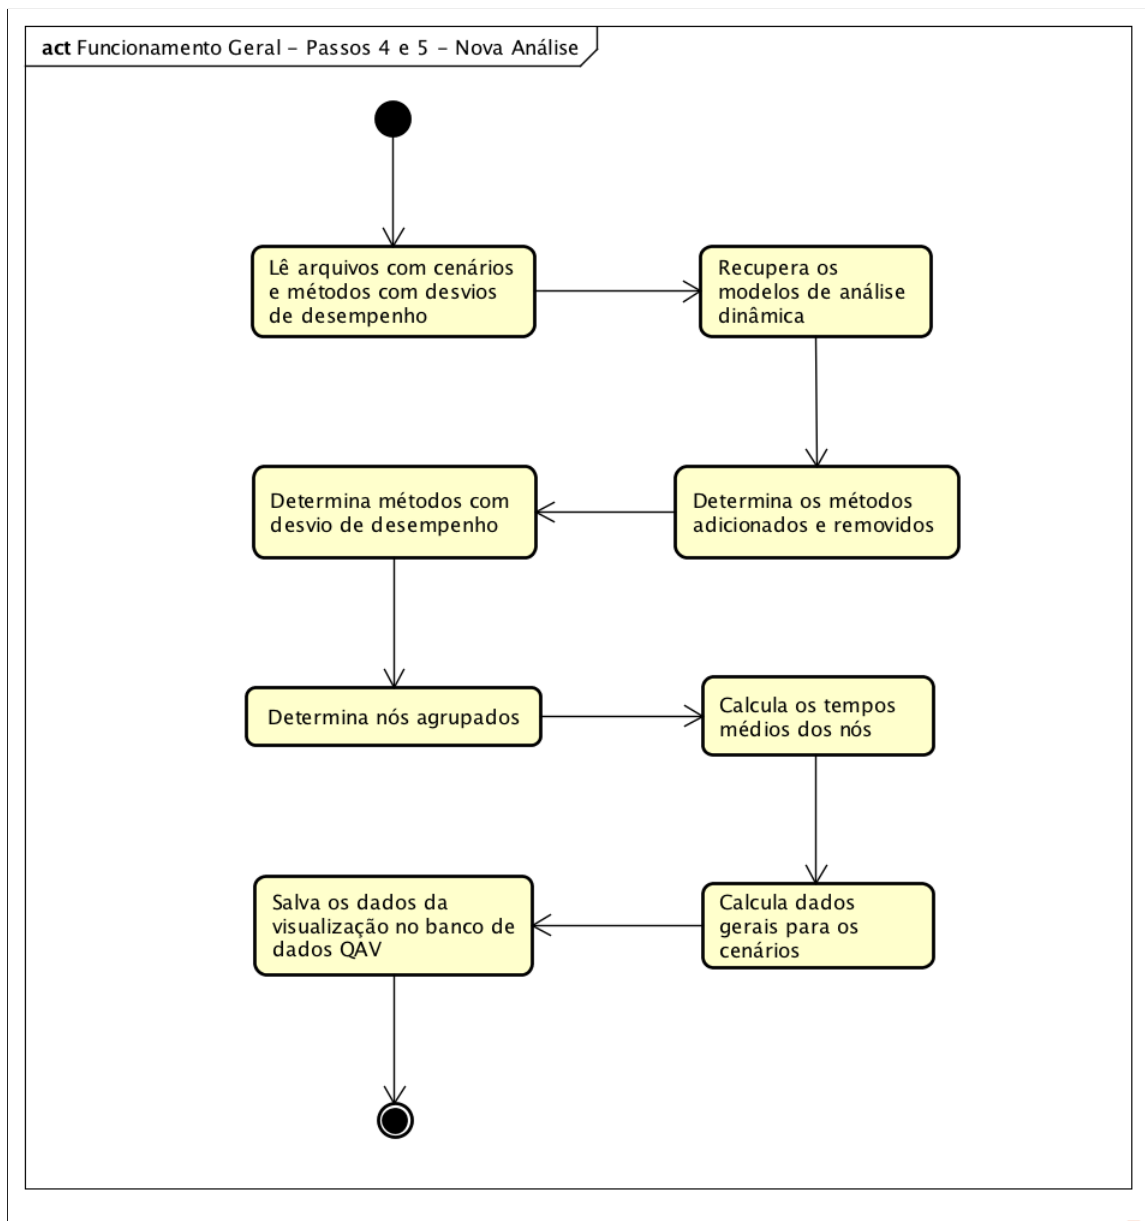 act Funcionamento Geral – Passos 4 e 5 – Nova Análise
Lê arquivos com cenários
e métodos com desvios
de desempenho
Recupera os
modelos de análise
dinâmica
Determina os métodos
adicionados e removidos
Determina métodos com
desvio de desempenho
Determina nós agrupados
Calcula os tempos
médios dos nós
Calcula dados
gerais para os
cenários
Salva os dados da
visualização no banco de
dados QAV